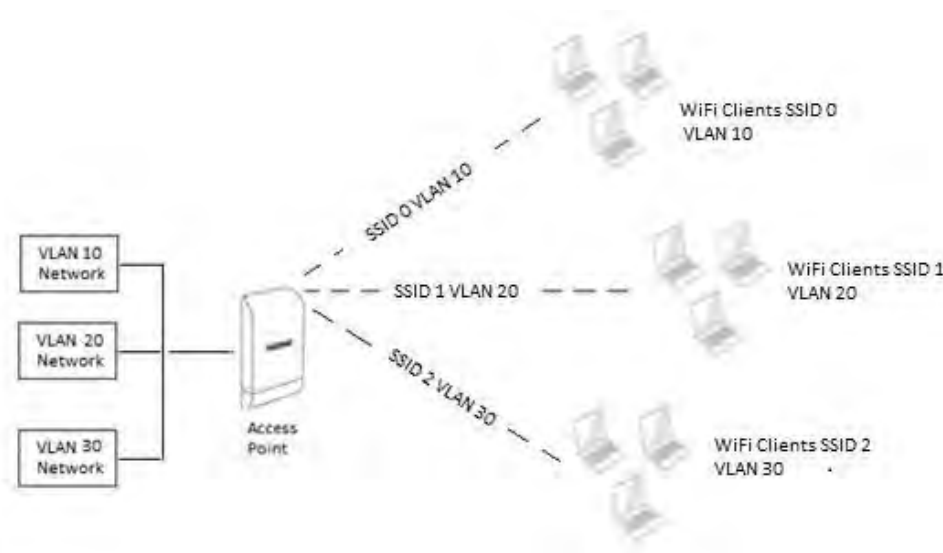 WiFi Clients SSID 0
VLAN 10
SSID 0 VLAN 10
VLAN 10
Network
WiFi Clients SSID 1
VLAN 20
SSID 1 VLAN 20
VLAN 20
Network
SSID 2 VLAN 30
Access
Point
VLAN 30
Network
WiFi Clients SSID 2
VLAN 30